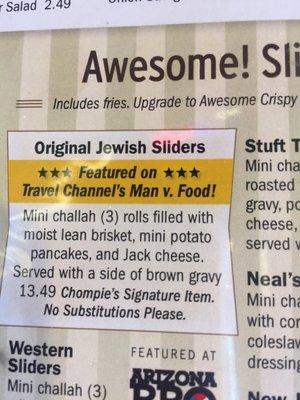 Salad 2.49
Awesome! Sli
Includes fries. Upgrade to Awesome Crispy
Original Jewish Sliders
★★★ Featured on ★★★
Travel Channel's Man v. Food!
Mini challah (3) rolls filled with
moist lean brisket, mini potato
pancakes, and Jack cheese.
Served with a side of brown gravy
13.49 Chompie's Signature Item.
No Substitutions Please.
Western
Sliders
Mini challah (3)
FEATURED AT
ARIZONA
BBQ
Stuft T
Mini cha
roasted
gravy, po
cheese,
served v
Neal's
Mini cha
with cor
coleslaw
dressing